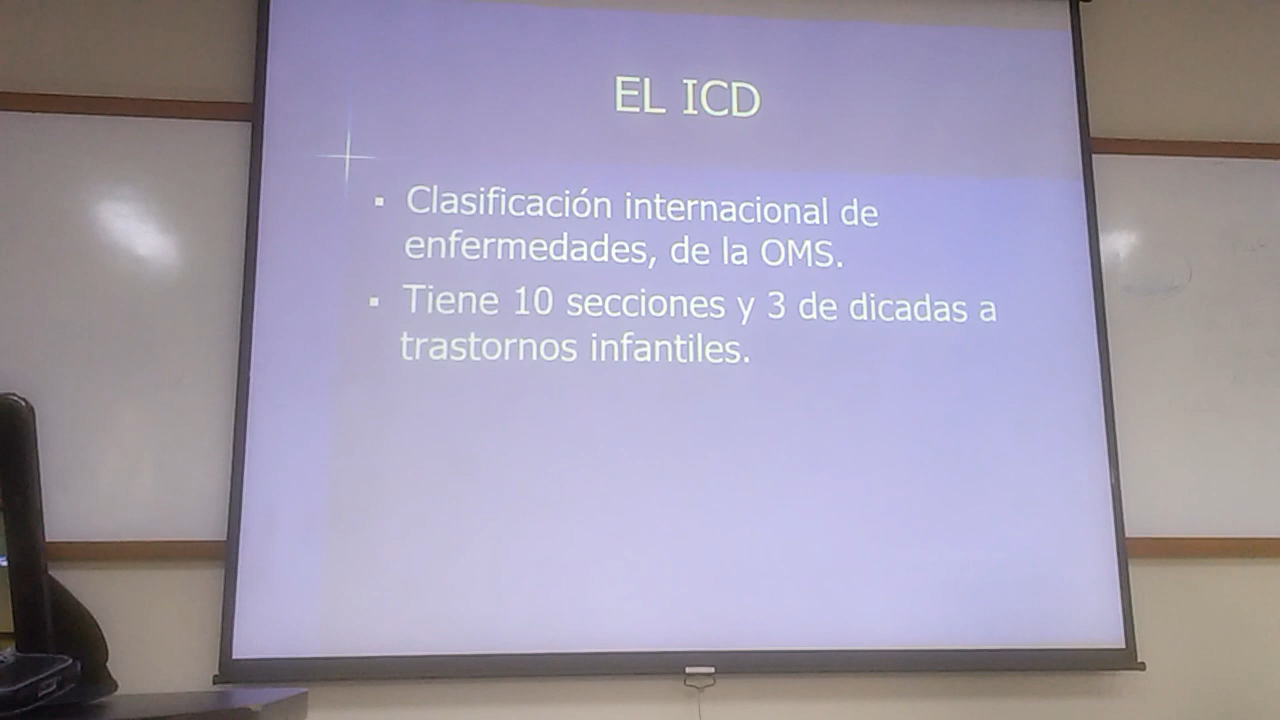 EL ICD
▪ Clasificación internacional de
enfermedades, de la OMS.
▪ Tiene 10 secciones y 3 de dicadas a
trastornos infantiles.